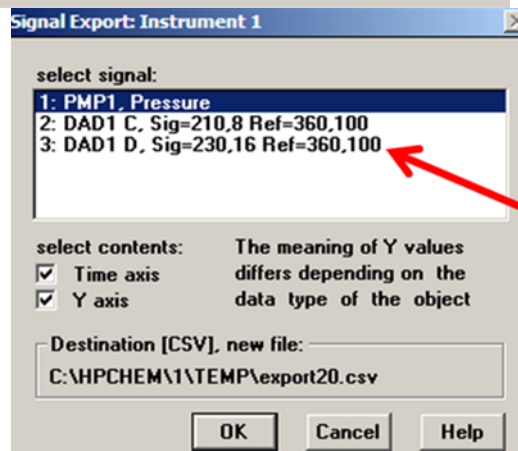 Signal Export: Instrument 1
select signal:
1: PMP1, Pressure
2: DAD1 C, Sig=210,8 Ref=360,100
3: DAD1 D, Sig=230,16 Ref=360,100
select contents:
Time axis
Y axis
The meaning of Y values
differs depending on the
data type of the object
Destination [CSV], new file:
C:\HPCHEM\1\TEMP\export20.csv
OK
Cancel
Help